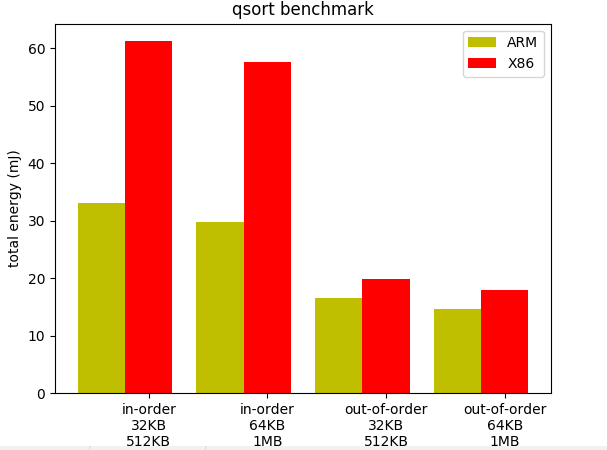 qsort benchmark
ARM
X86
total energy (mJ)
60
50
40
30
20
10
0
in-order
32KB
512KB
in-order
64KB
1MB
out-of-order
32KB
512KB
out-of-order
64KB
1MB